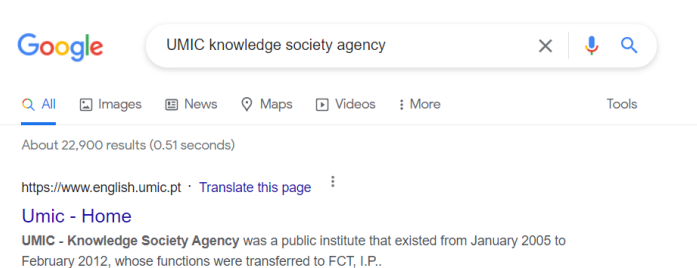 Google
UMIC knowledge society agency
All Images News Maps Videos More Tools
About 22,900 results (0.51 seconds)
https://www.english.umic.pt · Translate this page
Umic - Home
UMIC - Knowledge Society Agency was a public institute that existed from January 2005 to
February 2012, whose functions were transferred to FCT, I.P..